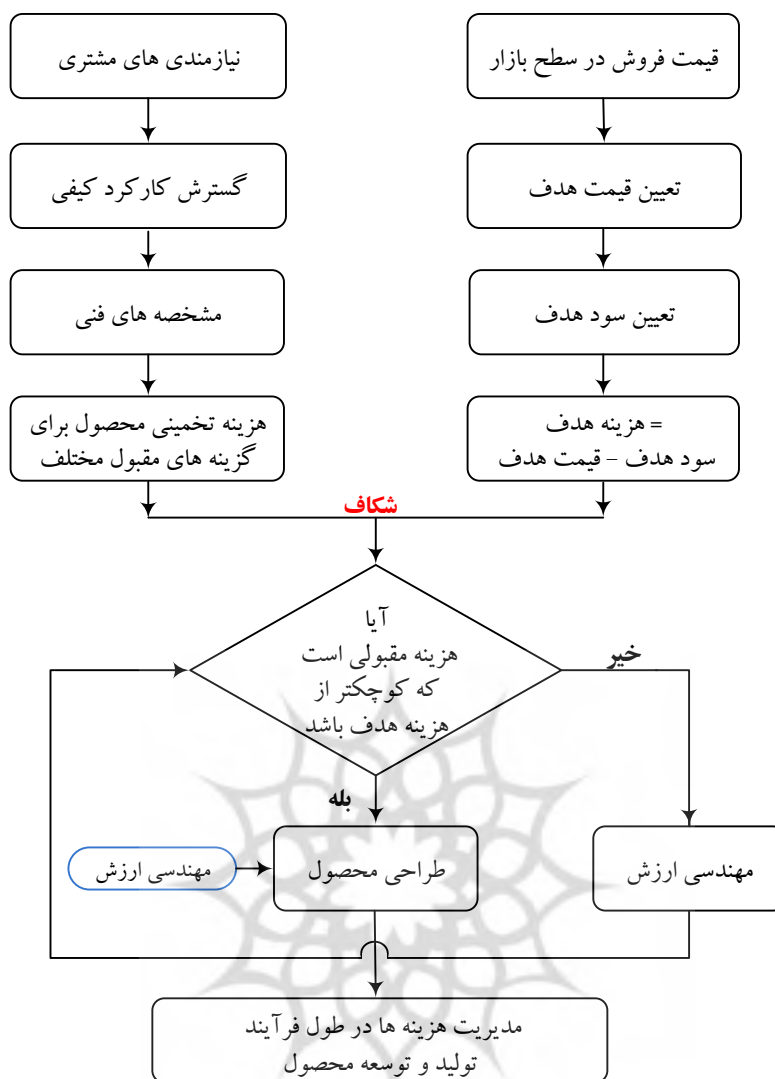 قیمت فروش در سطح بازار
نیازمندی های مشتری
تعیین قیمت هدف
گسترش کارکرد کیفی
تعیین سود هدف
مشخصه های فنی
= هزینه هدف
سود هدف – قیمت هدف
هزینه تخمینی محصول برای
گزینه های مقبول مختلف
شکاف
آیا
هزینه مقبولی است
که کوچکتر از
هزینه هدف باشد
خیر
بله
مهندسی ارزش
طراحی محصول
مهندسی ارزش
مدیریت هزینه ها در طول فرآیند
تولید و توسعه محصول